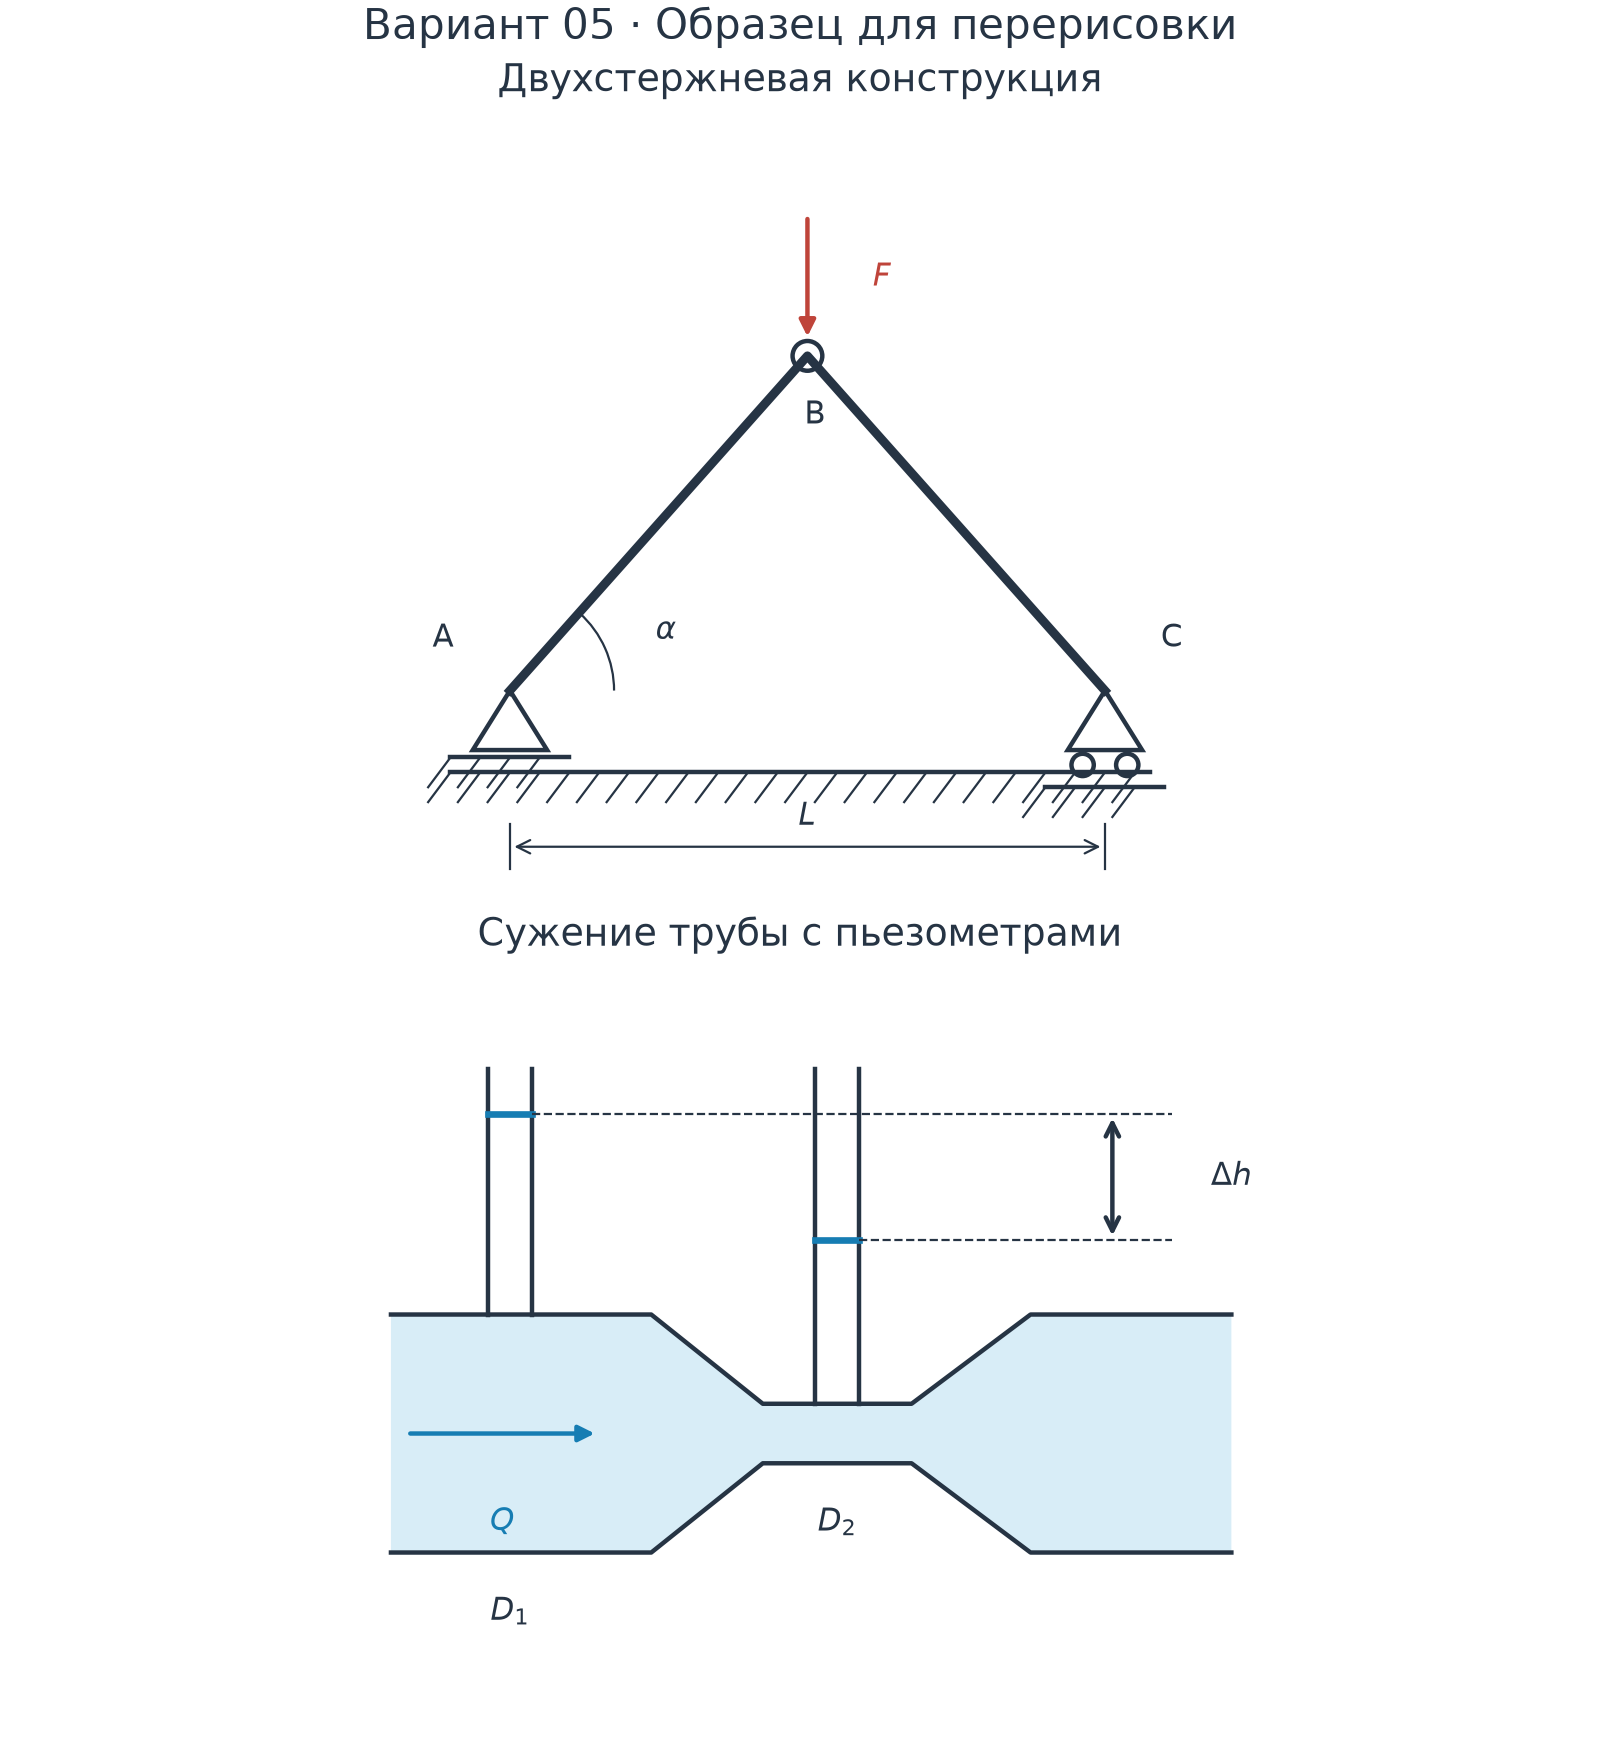 Вариант 05 · Образец для перерисовки
Двухстержневая конструкция
F
B
α
A
C
L
Сужение трубы с пьезометрами
Δh
Q
D₂
D₁